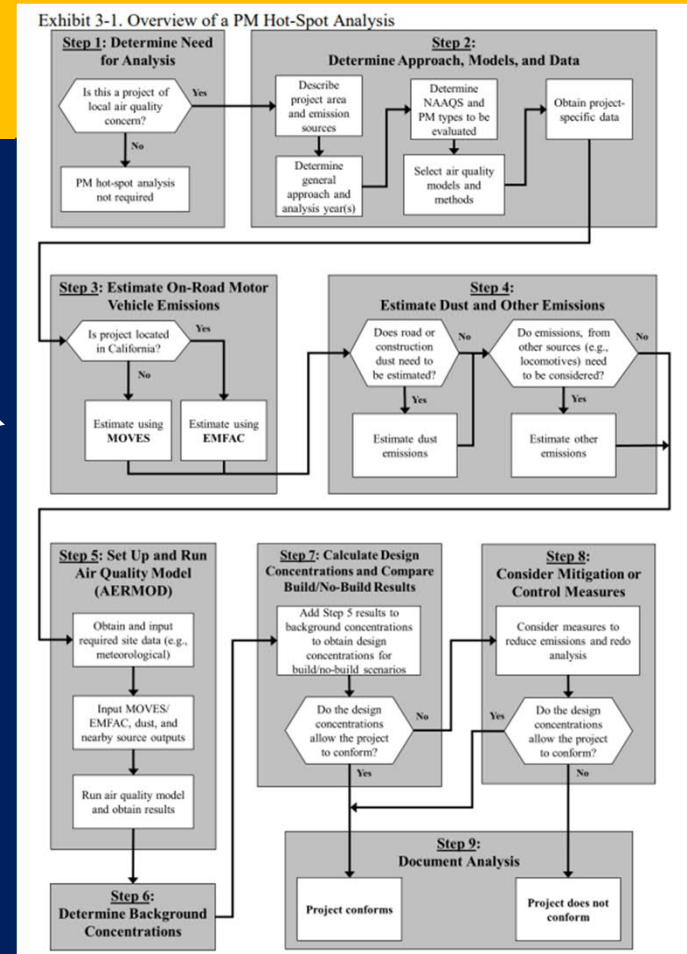 Exhibit 3-1. Overview of a PM Hot-Spot Analysis
Step 1: Determine Need
for Analysis
Is this a project of
local air quality
concern?
Yes
No
PM hot-spot analysis
not required
Step 2:
Determine Approach, Models, and Data
Describe
project area
and emission
sources
Determine
general
approach and
analysis year(s)
Determine
NAAQS and
PM types to be
evaluated
Select air quality
models and
methods
Obtain project-
specific data
Step 3: Estimate On-Road Motor
Vehicle Emissions
Is project located
in California?
Yes
No
Estimate using
MOVES
Estimate using
EMFAC
Step 4:
Estimate Dust and Other Emissions
Does road or
construction
dust need to
be estimated?
No
Yes
Estimate dust
emissions
Do emissions, from
other sources (e.g.,
locomotives) need
to be considered?
No
Yes
Estimate other
emissions
Step 5: Set Up and Run
Air Quality Model
(AERMOD)
Obtain and input
required site data (e.g.,
meteorological)
Input MOVES/
EMFAC, dust, and
nearby source outputs
Run air quality model
and obtain results
Step 6:
Determine Background
Concentrations
Step 7: Calculate Design
Concentrations and Compare
Build/No-Build Results
Add Step 5 results to
background concentrations
to obtain design
concentrations for
build/no-build scenarios
Do the design
concentrations
allow the project
to conform?
No
Yes
Step 8:
Consider Mitigation or
Control Measures
Consider measures to
reduce emissions and redo
analysis
Do the design
concentrations
allow the project
to conform?
Yes
No
Step 9:
Document Analysis
Project conforms
Project does not
conform